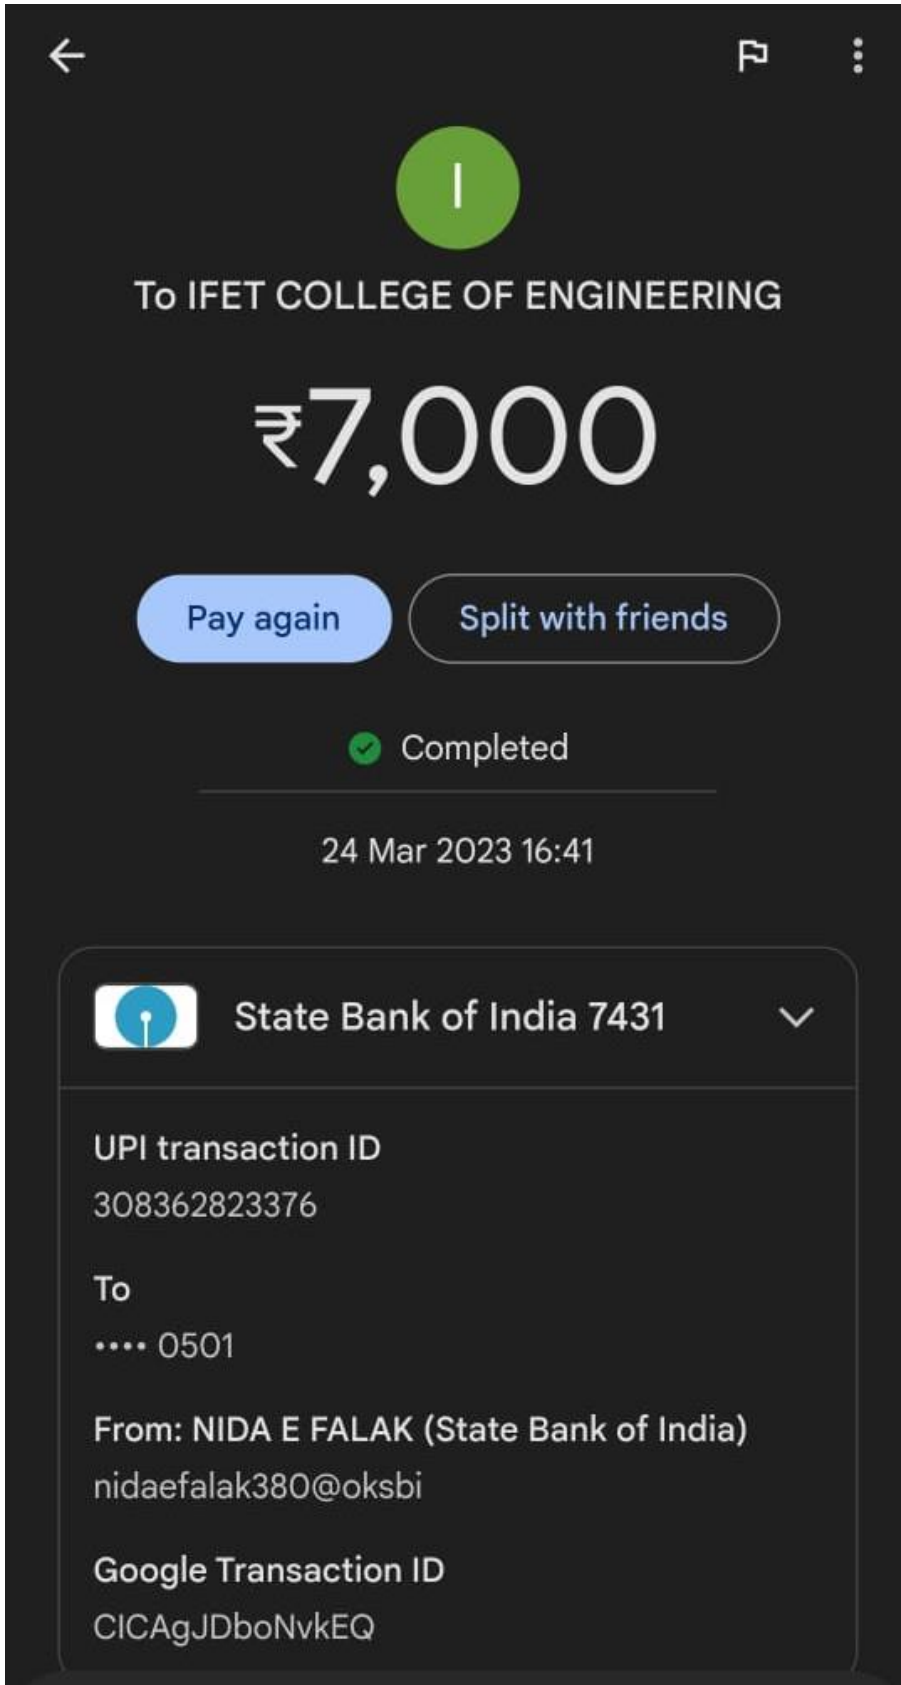 I
To IFET COLLEGE OF ENGINEERING
₹7,000
Pay again
Split with friends
Completed
24 Mar 2023 16:41
State Bank of India 7431
UPI transaction ID
308362823376
To
•••• 0501
From: NIDA E FALAK (State Bank of India)
nidaefalak380@oksbi
Google Transaction ID
CICAgJDboNvkEQ